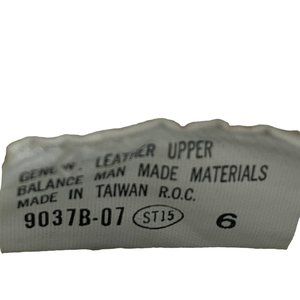 LEATHER UPPER
BALANCE MAN MADE MATERIALS
MADE IN TAIWAN R.O.C.
9037B-07 ST15 6